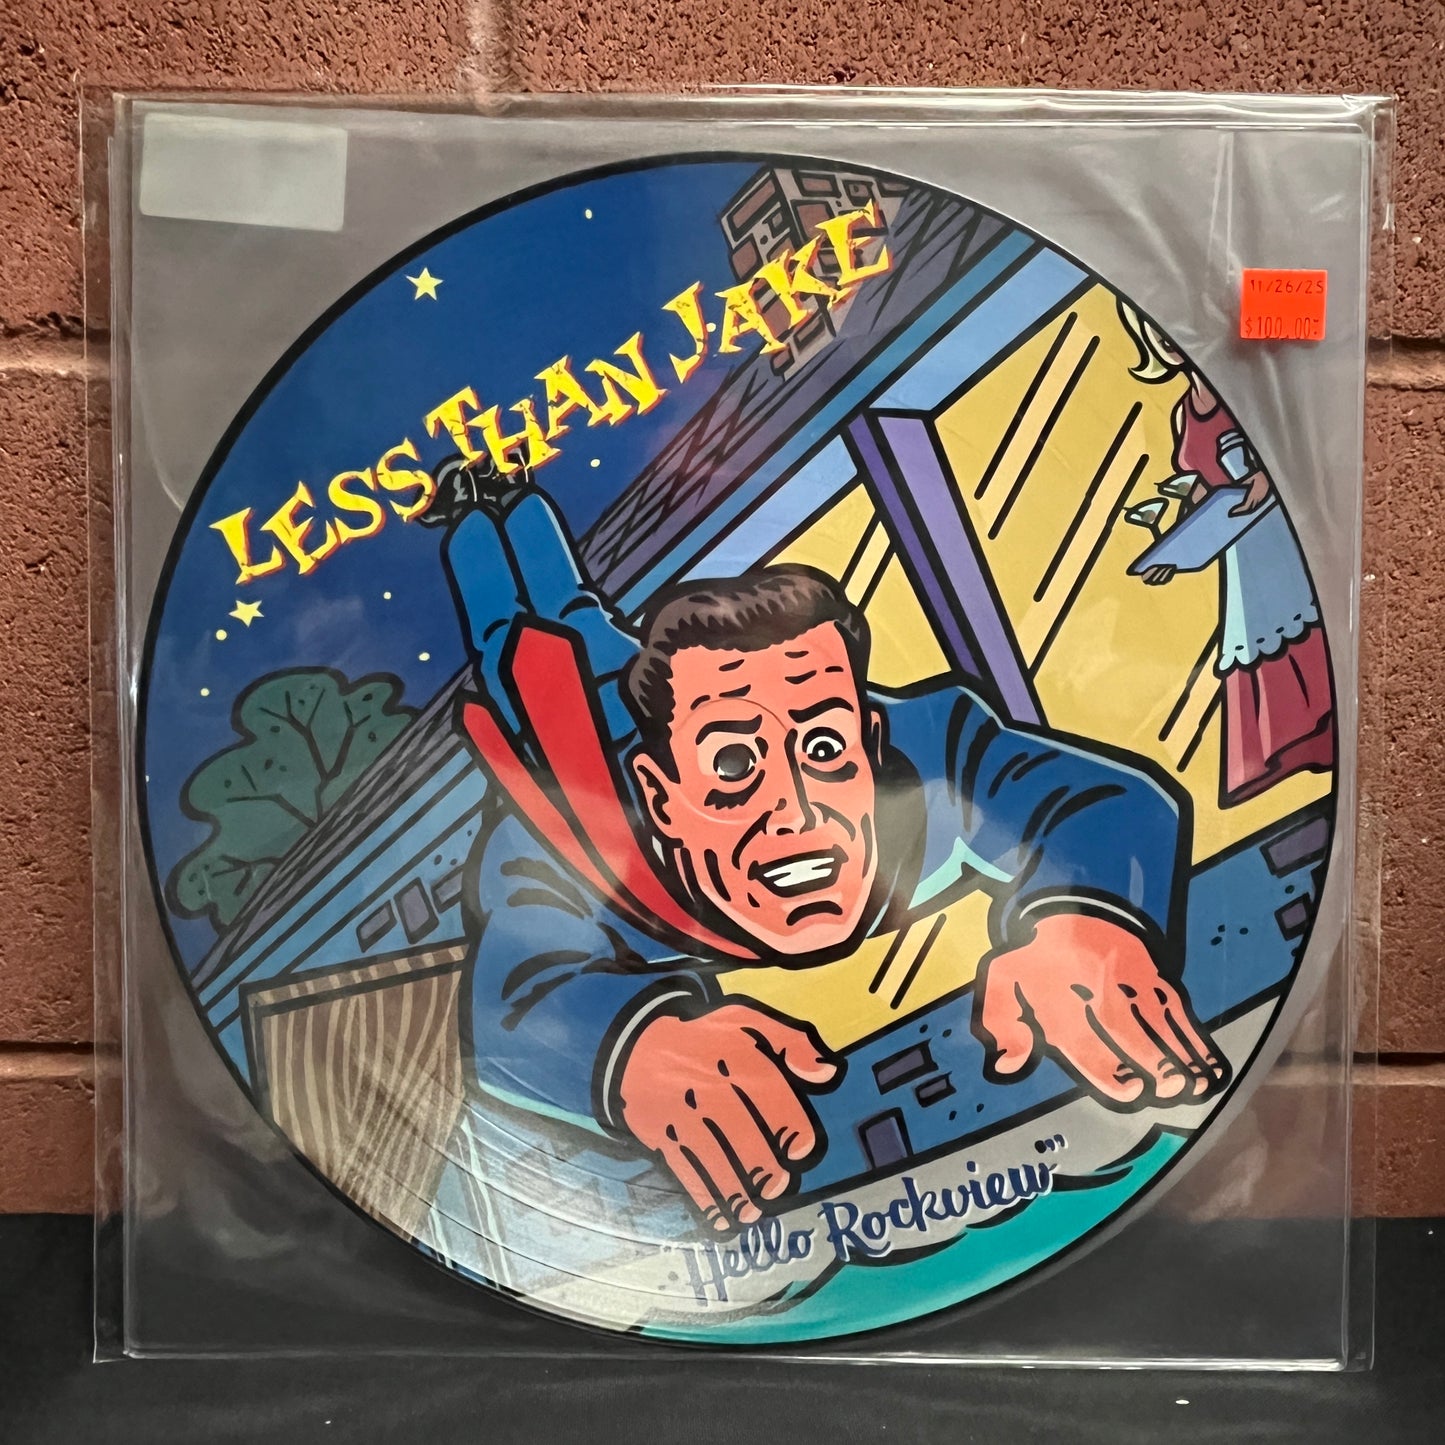 LESS THAN JAKE
11/26/25
$100.00
"Hello Rockview"